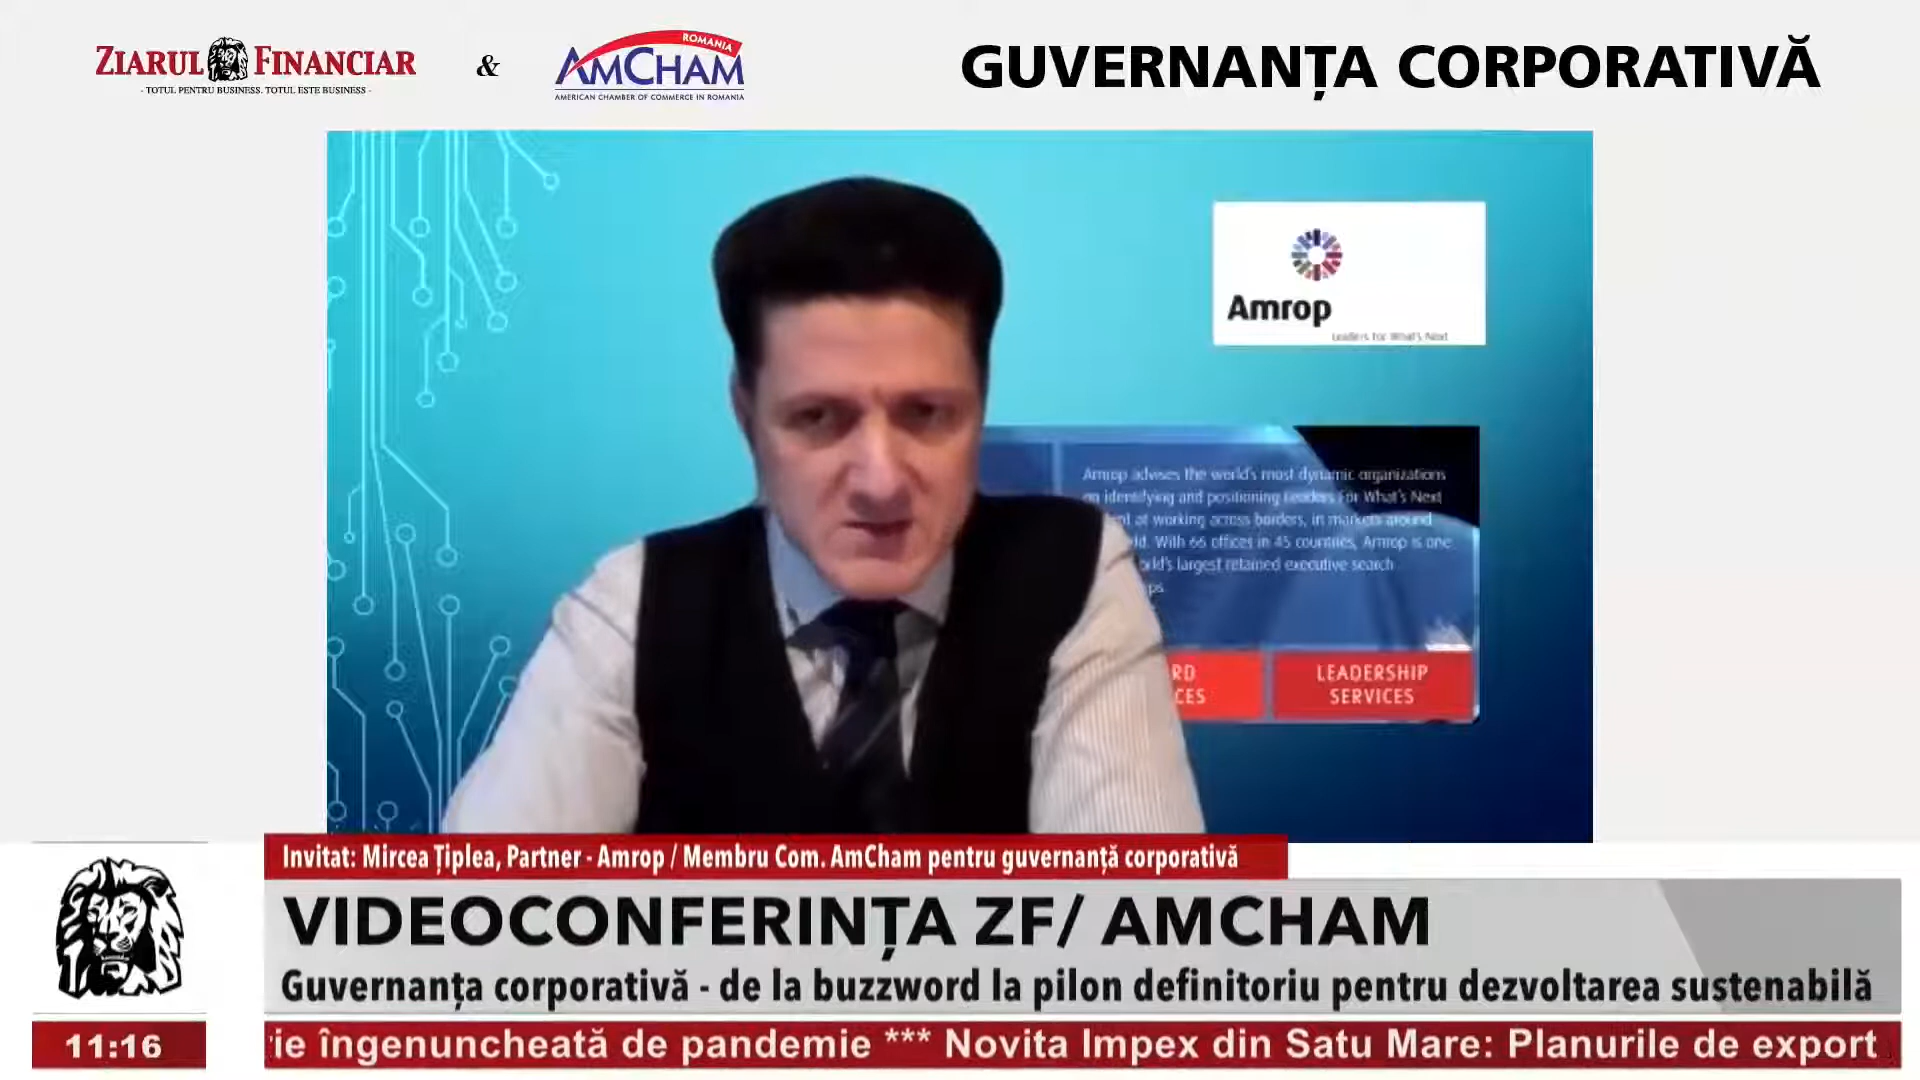 ZIARUL FINANCIAR
- TOTUL PENTRU BUSINESS. TOTUL ESTE BUSINESS -
&
ROMANIA
AMCHAM
AMERICAN CHAMBER OF COMMERCE IN ROMANIA
GUVERNANȚA CORPORATIVĂ
Amrop
Leaders For What's Next
Amrop advises the world's most dynamic organizations
on identifying and positioning Leaders For What's Next
at working across borders, in markets around
With 66 offices in 45 countries, Amrop is one
largest retained executive search
RD
CES
LEADERSHIP
SERVICES
Invitat: Mircea Țiplea, Partner - Amrop / Membru Com. AmCham pentru guvernanță corporativă
VIDEOCONFERINȚA ZF/ AMCHAM
Guvernanța corporativă - de la buzzword la pilon definitoriu pentru dezvoltarea sustenabilă
11:16
ie îngenuncheată de pandemie *** Novita Impex din Satu Mare: Planurile de export